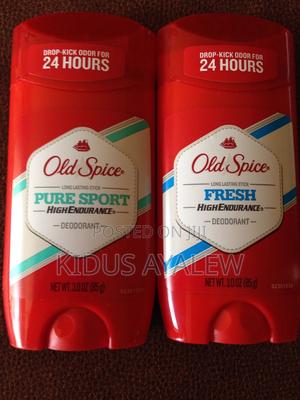 DROP-KICK ODOR FOR
24 HOURS
Old Spice
LONG LASTING STICK
PURE SPORT
HIGH ENDURANCE
DEODORANT
NET WT. 3.0 OZ (85g)
DROP-KICK ODOR FOR
24 HOURS
Old Spice
LONG LASTING STICK
FRESH
HIGH ENDURANCE
DEODORANT
NET WT. 3.0 OZ (85g)
POSTED ON JIJI
KIDUS AYALEW